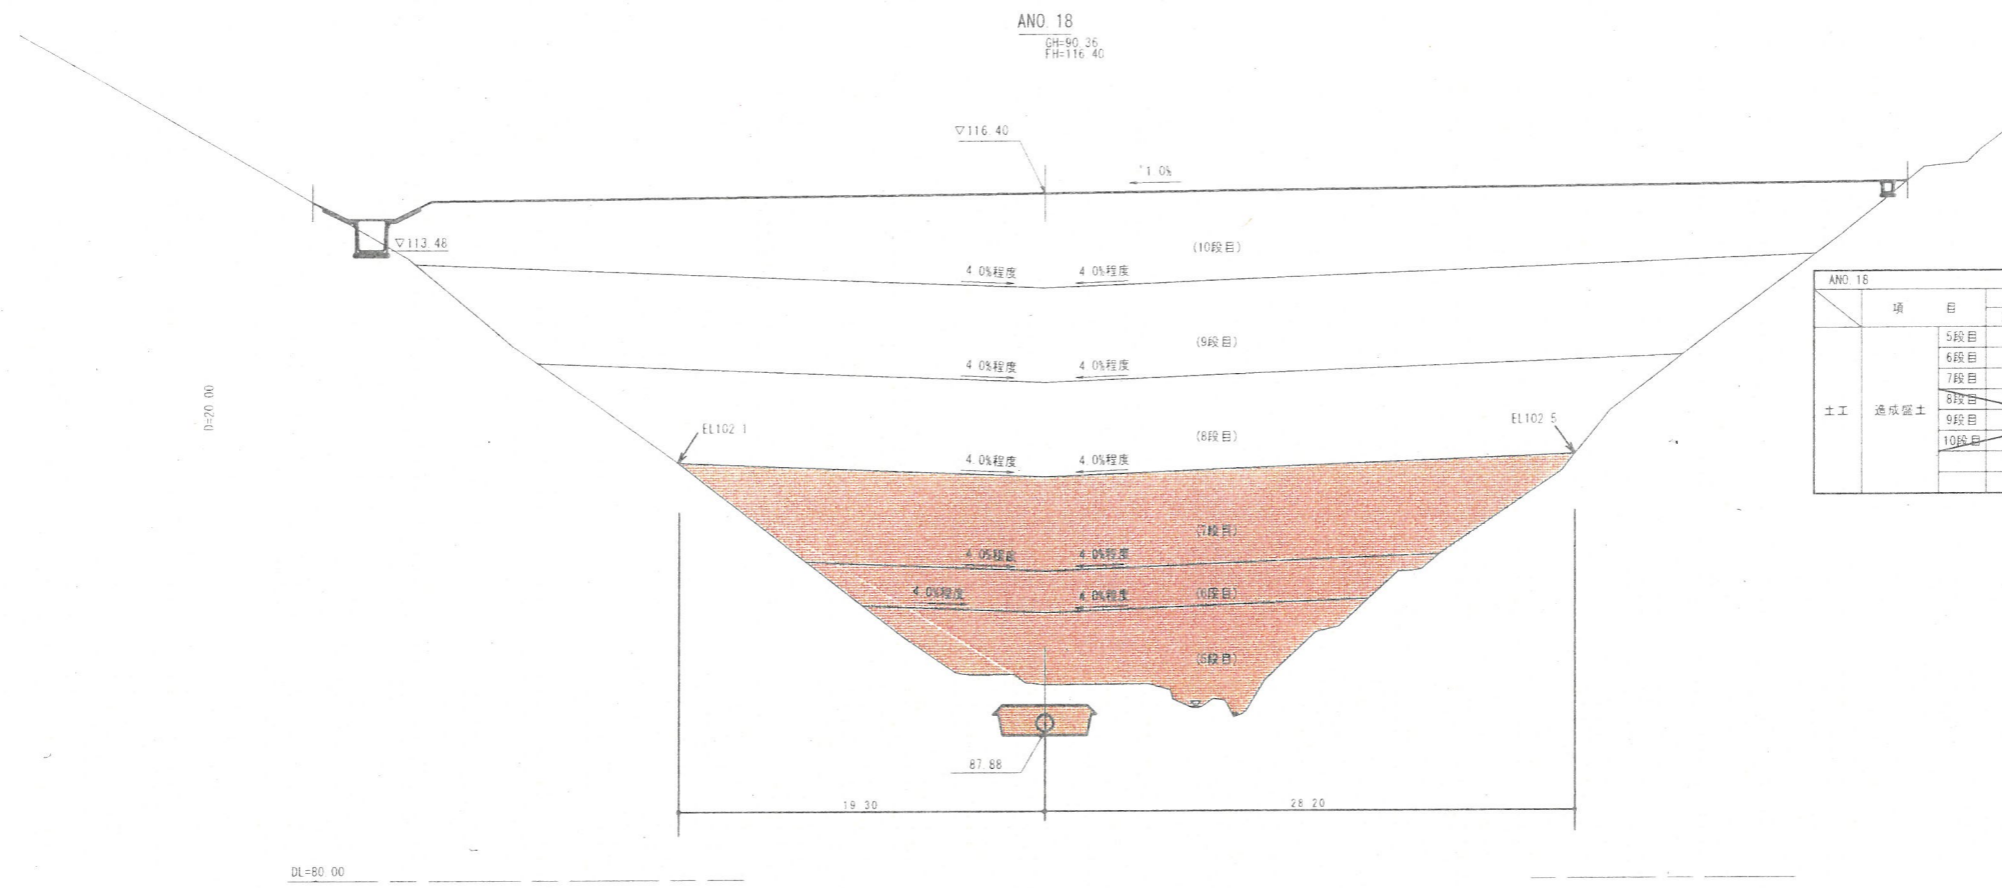 ANO. 18
GH=90.36
FH=116.40
▽116.40
1.0%
▽113.48
(10段目)
4.0%程度 4.0%程度
ANO. 18
項 目
(9段目)
5段目
6段目
4.0%程度 4.0%程度
7段目
8段目
D=20.00
土工 造成盛土
9段目
10段目
EL102.1
EL102.5
(8段目)
4.0%程度 4.0%程度
(7段目)
4.0%程度 4.0%程度
4.0%程度 4.0%程度
(6段目)
(5段目)
87.88
19.30
28.20
DL=80.00